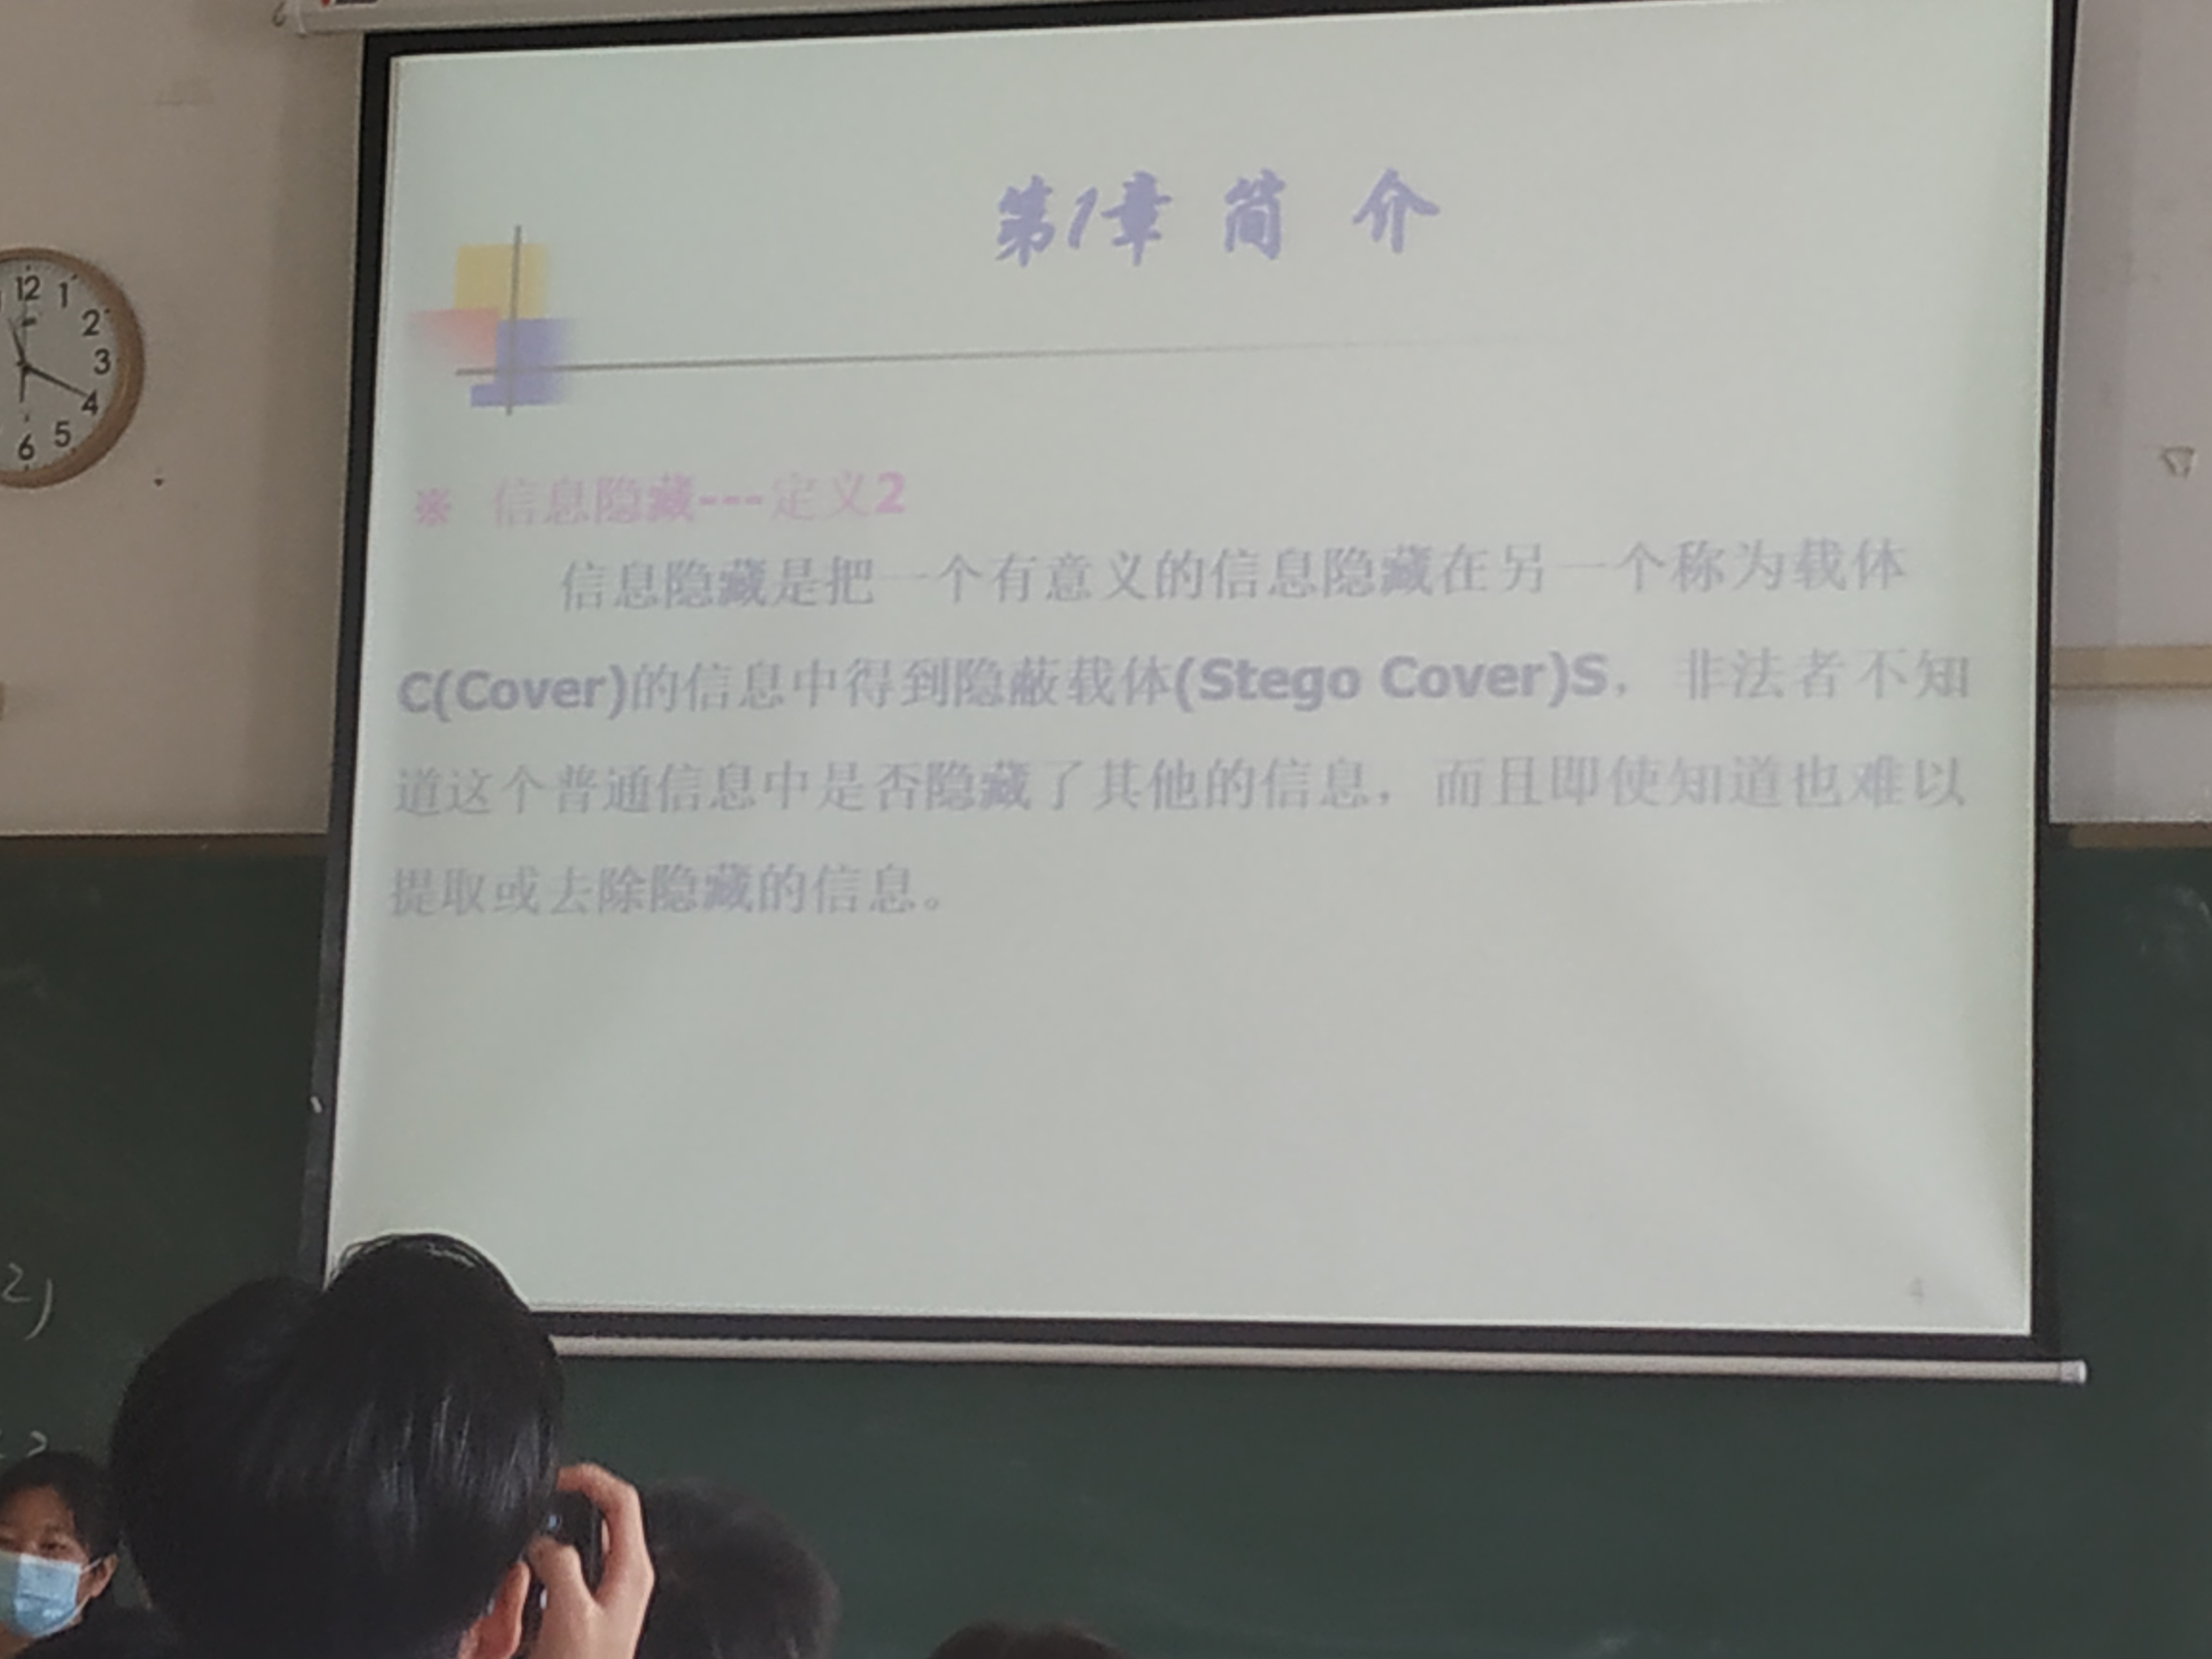 第1章 简 介
12
1
2
3
4
5
6
※ 信息隐藏---定义2
信息隐藏是把一个有意义的信息隐藏在另一个称为载体
C(Cover)的信息中得到隐蔽载体(Stego Cover)S，非法者不知
道这个普通信息中是否隐藏了其他的信息，而且即使知道也难以
提取或去除隐藏的信息。
4
2)